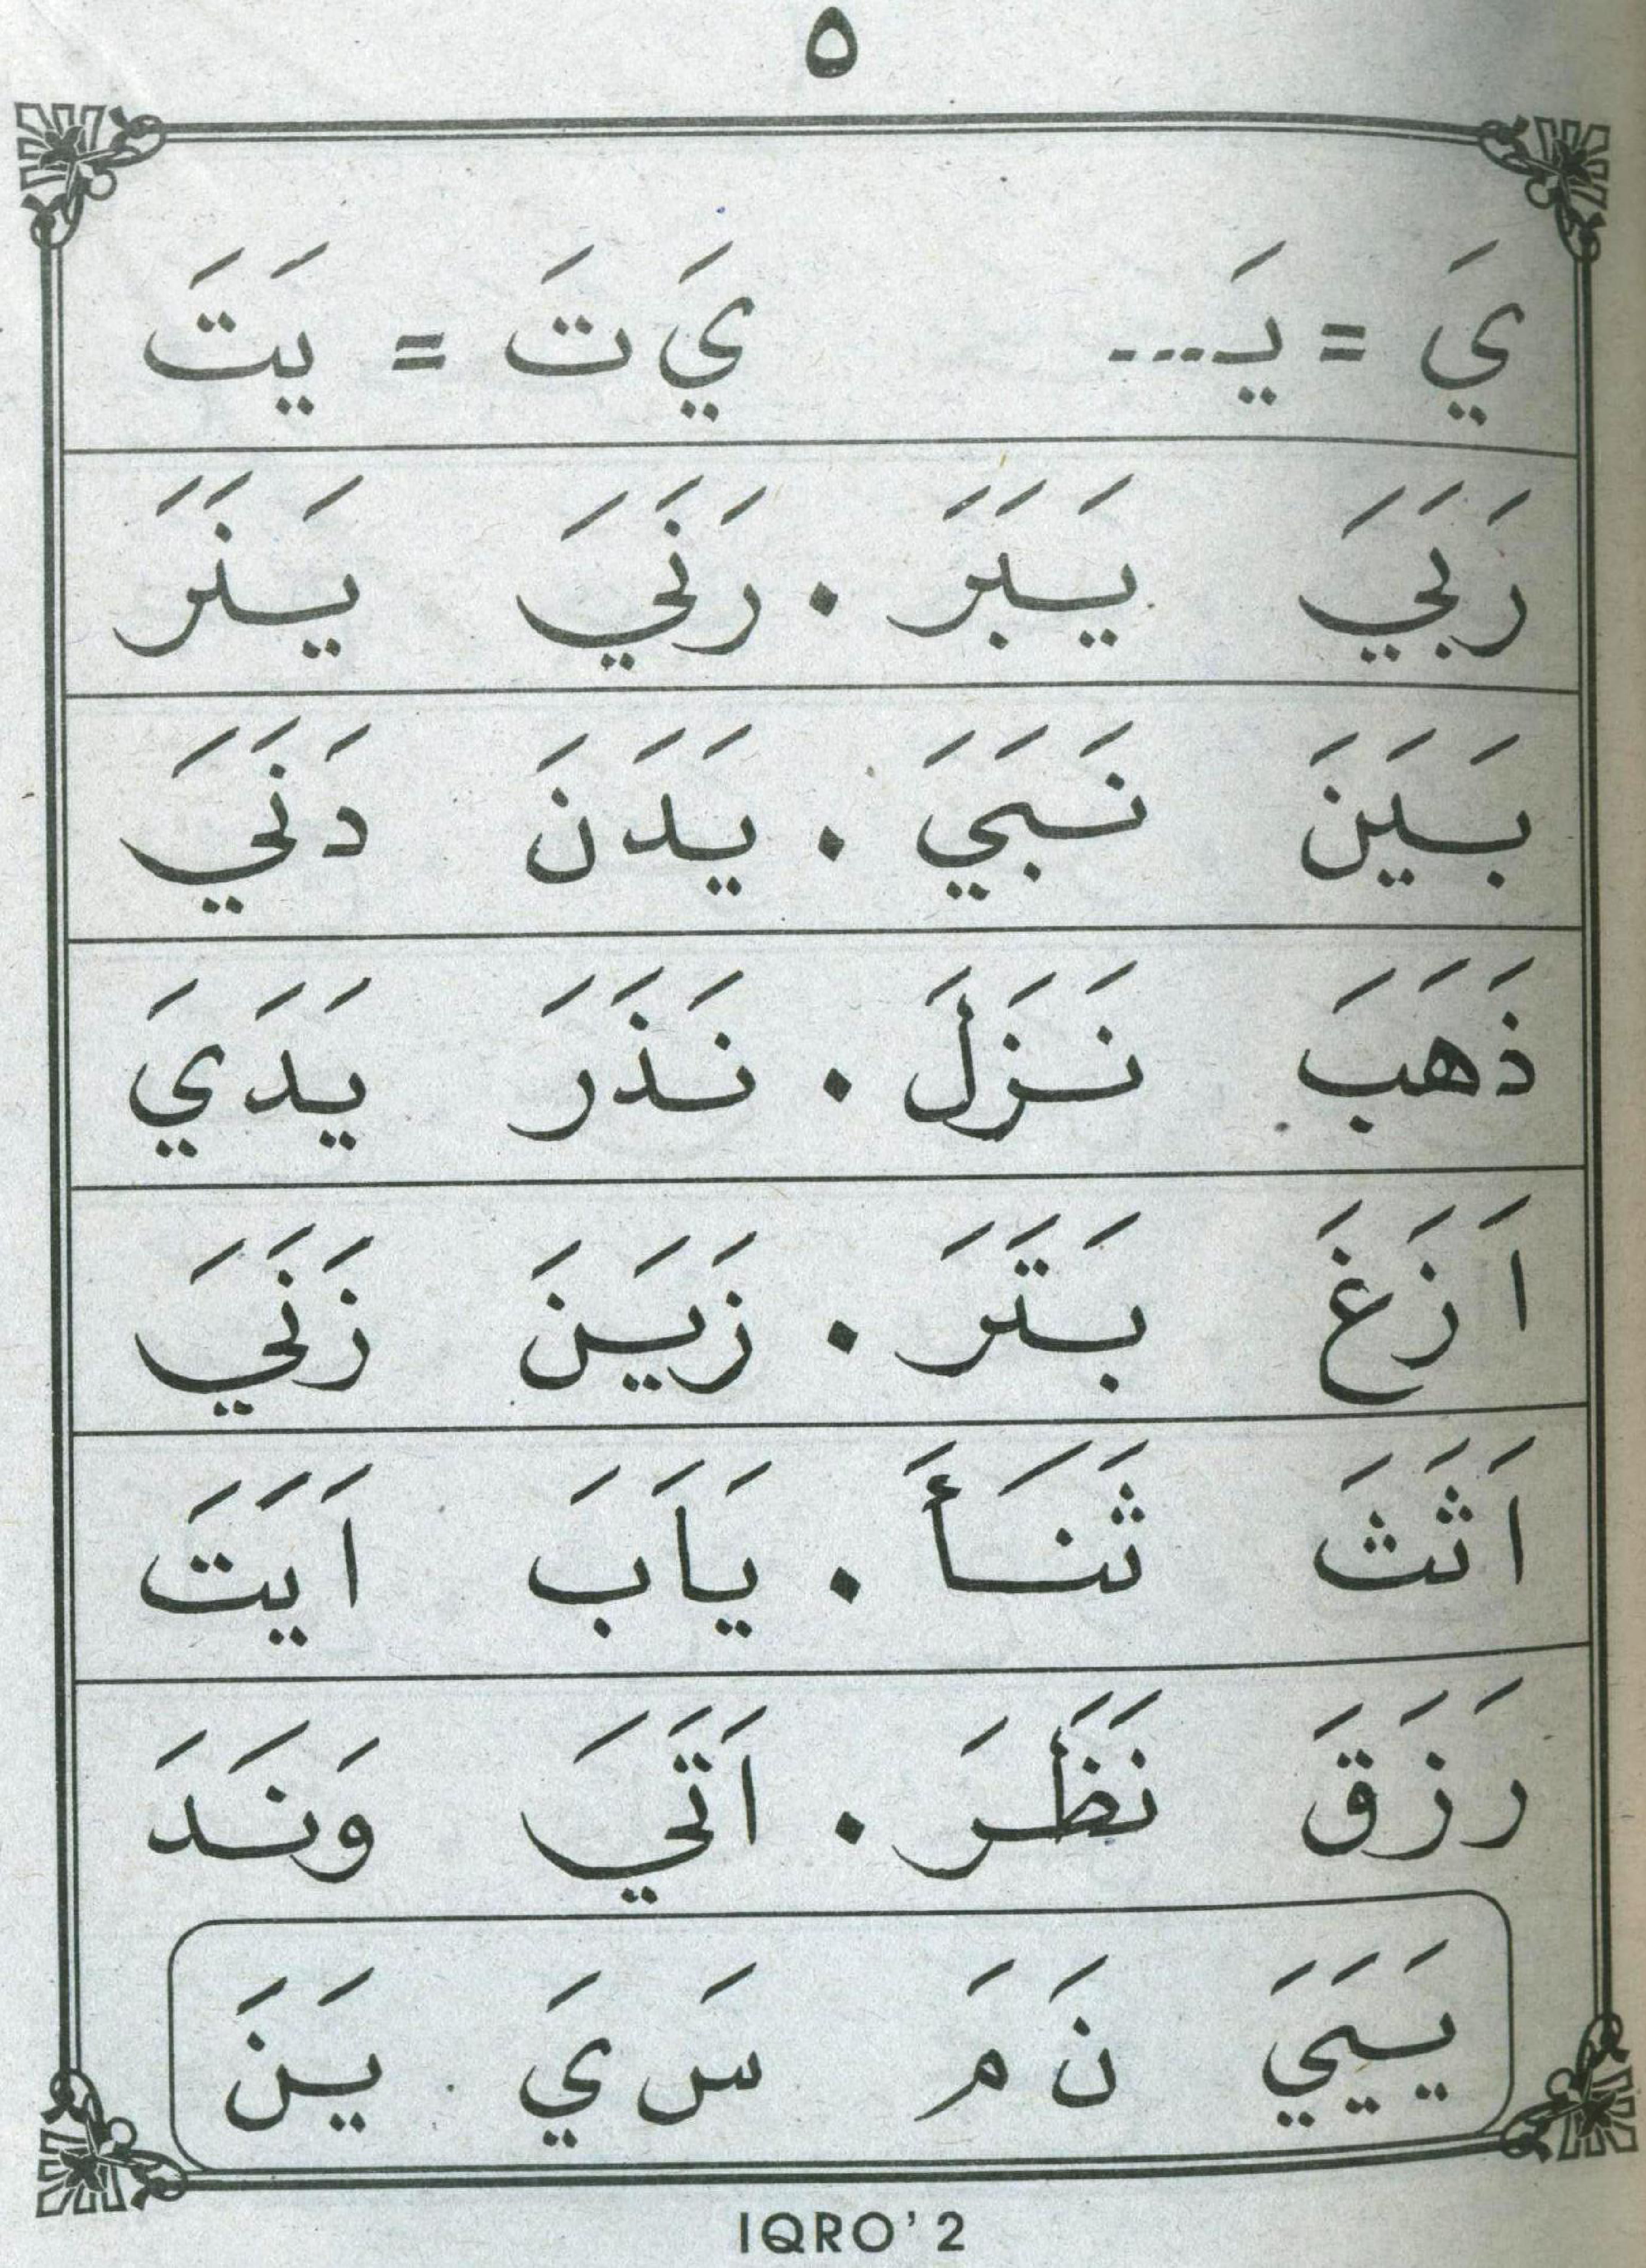 ٥
يَ = يَـ... يَ تَ = يَتَ
رَبَيَ يَبَرَ . رَنَيَ يَنَرَ
بَيَنَ نَبَيَ . يَدَنَ دَنَيَ
ذَهَبَ نَزَلَ . نَذَرَ يَدَيَ
اَزَغَ بَتَرَ . زَيَنَ زَنَيَ
اَثَثَ ثَنَأَ . يَاَبَ اَيَتَ
رَزَقَ نَظَرَ . اَتَيَ وَنَدَ
يَيَيَ نَ مَ سَ يَ يَنَ
IQRO' 2